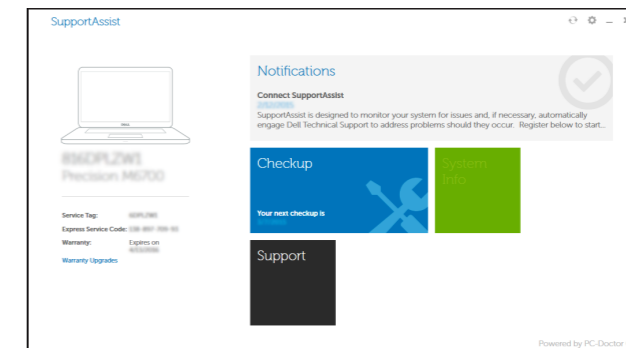 SupportAssist
Notifications
Connect SupportAssist
SupportAssist is designed to monitor your system for issues and, if necessary, automatically
engage Dell Technical Support to address problems should they occur. Register below to start...
Precision M6700
Checkup
System
Info
Your next checkup is
Service Tag:
Express Service Code:
Warranty: Expires on
Warranty Upgrades
Support
Powered by PC-Doctor